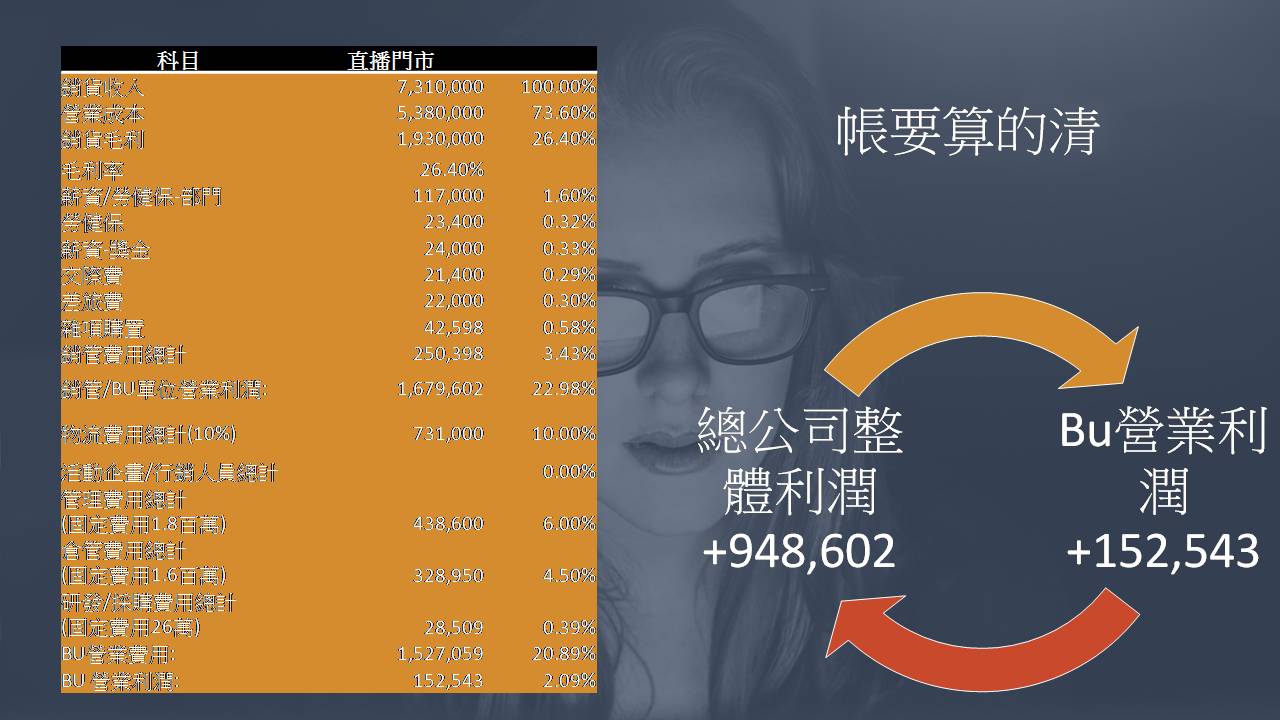 科目 直播門市
銷貨收入 7,310,000 100.00%
營業成本 5,380,000 73.60%
銷貨毛利 1,930,000 26.40%
毛利率 26.40%
薪資/勞健保-部門 117,000 1.60%
勞健保 23,400 0.32%
薪資-獎金 24,000 0.33%
交際費 21,400 0.29%
差旅費 22,000 0.30%
雜項購置 42,598 0.58%
銷管費用總計 250,398 3.43%
銷管/BU單位營業利潤: 1,679,602 22.98%
物流費用總計(10%) 731,000 10.00%
活動企畫/行銷人員總計 0.00%
管理費用總計
(固定費用1.8百萬) 438,600 6.00%
倉管費用總計
(固定費用1.6百萬) 328,950 4.50%
研發/採購費用總計
(固定費用26萬) 28,509 0.39%
BU營業費用: 1,527,059 20.89%
BU 營業利潤: 152,543 2.09%
帳要算的清
總公司整
體利潤
+948,602
Bu營業利
潤
+152,543